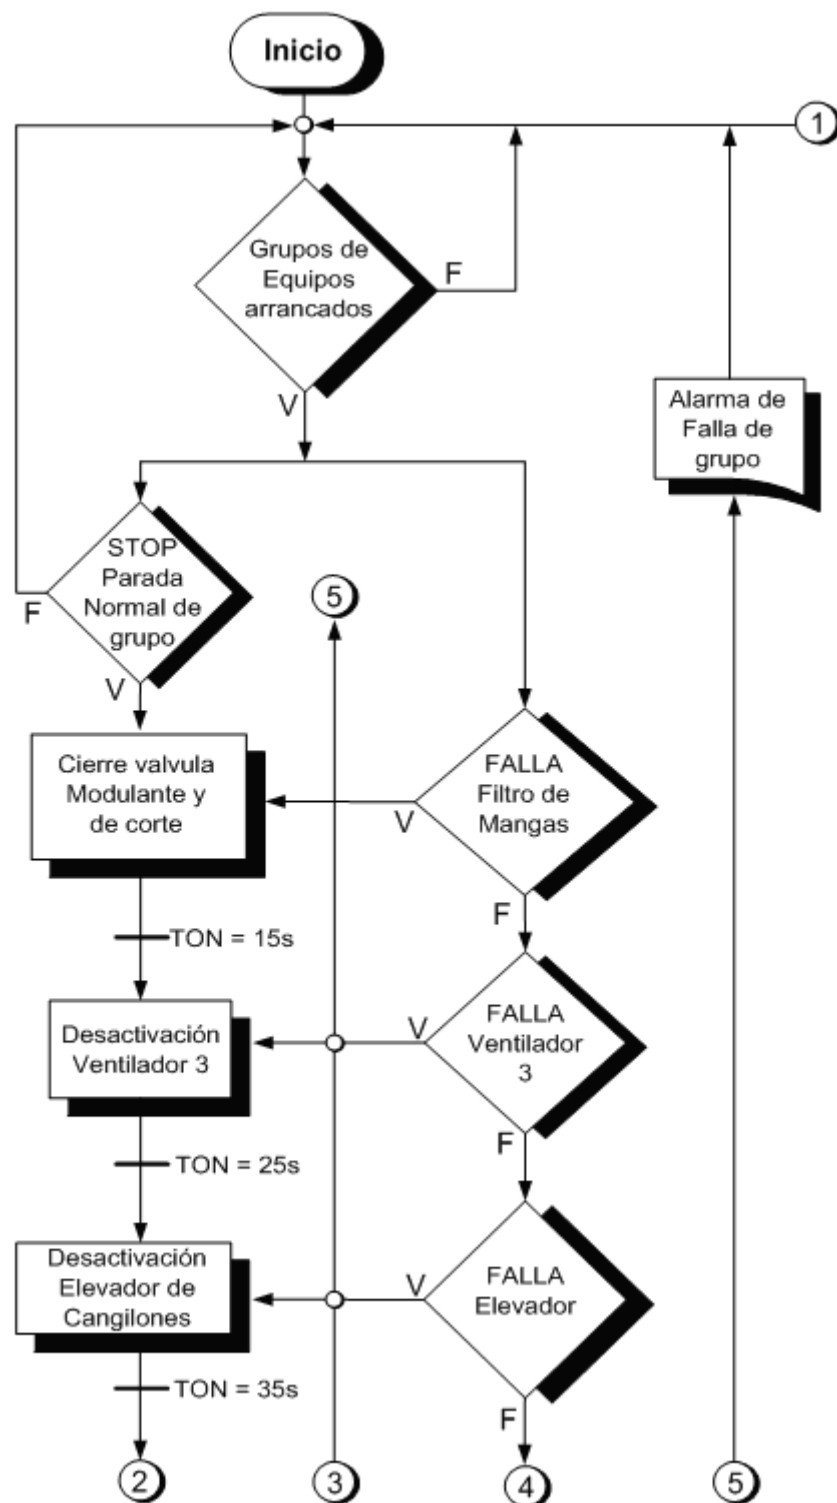 Inicio
1
Grupos de
Equipos
arrancados
F
V
Alarma de
Falla de
grupo
STOP
Parada
Normal de
grupo
F
V
5
Cierre valvula
Modulante y
de corte
FALLA
Filtro de
Mangas
V
F
TON = 15s
Desactivación
Ventilador 3
FALLA
Ventilador
3
V
F
TON = 25s
Desactivación
Elevador de
Cangilones
FALLA
Elevador
V
F
TON = 35s
2
3
4
5